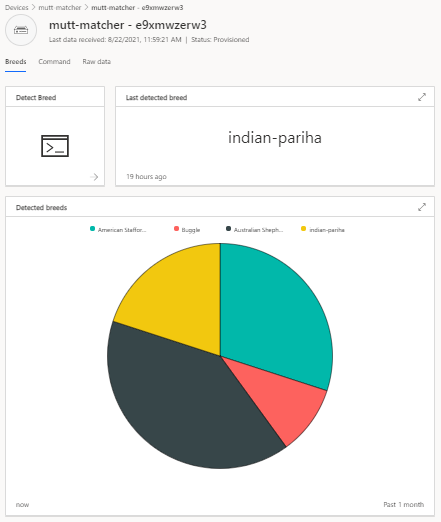 Devices > mutt-matcher > mutt-matcher - e9xmwzerw3
mutt-matcher - e9xmwzerw3
Last data received: 8/22/2021, 11:59:21 AM | Status: Provisioned
Breeds Command Raw data
Detect Breed
Last detected breed
indian-pariha
19 hours ago
Detected breeds
American Staffor... Buggle Australian Sheph... indian-pariha
now Past 1 month